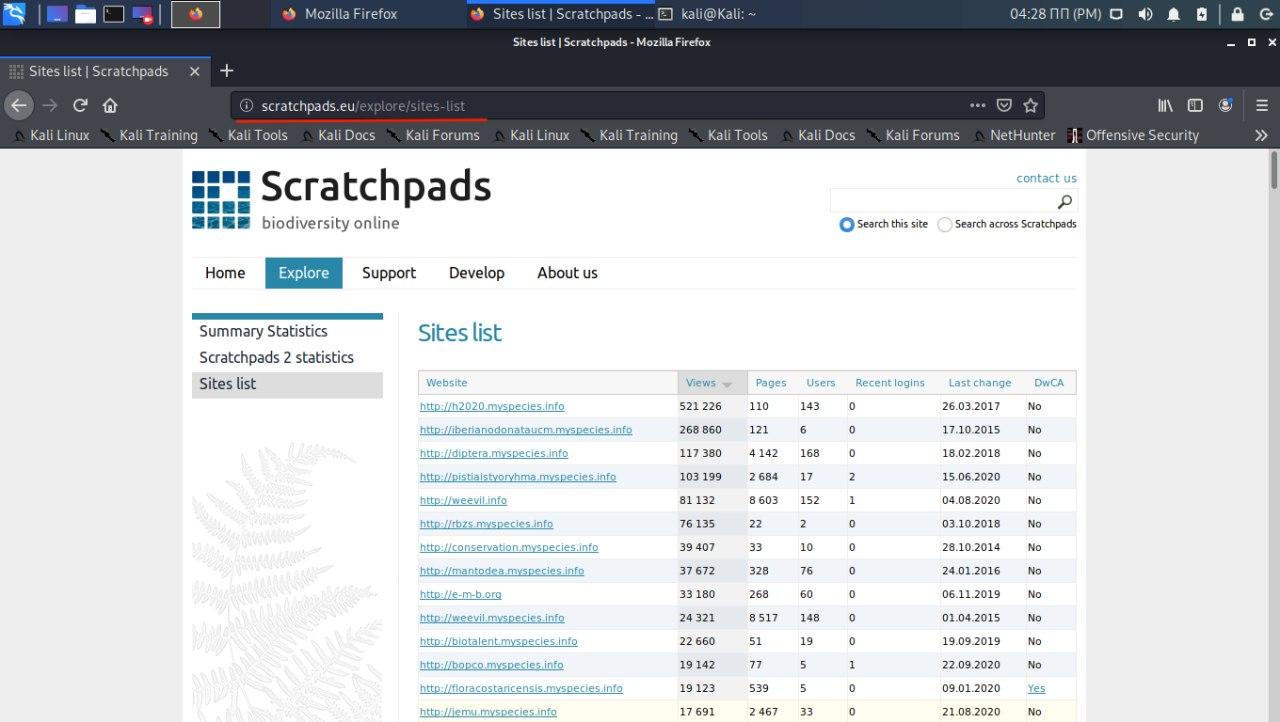 Mozilla Firefox
Sites list | Scratchpads - ...
kali@Kali: ~
04:28 ПП (PM)
Sites list | Scratchpads - Mozilla Firefox
Sites list | Scratchpads
scratchpads.eu/explore/sites-list
Kali Linux Kali Training Kali Tools Kali Docs Kali Forums Kali Linux Kali Training Kali Tools Kali Docs Kali Forums NetHunter Offensive Security
Scratchpads
biodiversity online
contact us
Search this site Search across Scratchpads
Home Explore Support Develop About us
Summary Statistics
Scratchpads 2 statistics
Sites list
Sites list
Website Views Pages Users Recent logins Last change DwCA
http://h2020.myspecies.info 521 226 110 143 0 26.03.2017 No
http://iberianodonataucm.myspecies.info 268 860 121 6 0 17.10.2015 No
http://diptera.myspecies.info 117 380 4 142 168 0 18.02.2018 No
http://pistiaistyoryhma.myspecies.info 103 199 2 684 17 2 15.06.2020 No
http://weevil.info 81 132 8 603 152 1 04.08.2020 No
http://rbzs.myspecies.info 76 135 22 2 0 03.10.2018 No
http://conservation.myspecies.info 39 407 33 10 0 28.10.2014 No
http://mantodea.myspecies.info 37 672 328 76 0 24.01.2016 No
http://e-m-b.org 33 180 268 60 0 06.11.2019 No
http://weevil.myspecies.info 24 321 8 517 148 0 01.04.2015 No
http://biotalent.myspecies.info 22 660 51 19 0 19.09.2019 No
http://bopco.myspecies.info 19 142 77 5 1 22.09.2020 No
http://floracostaricensis.myspecies.info 19 123 539 5 0 09.01.2020 Yes
http://jemu.myspecies.info 17 691 2 467 33 0 21.08.2020 No